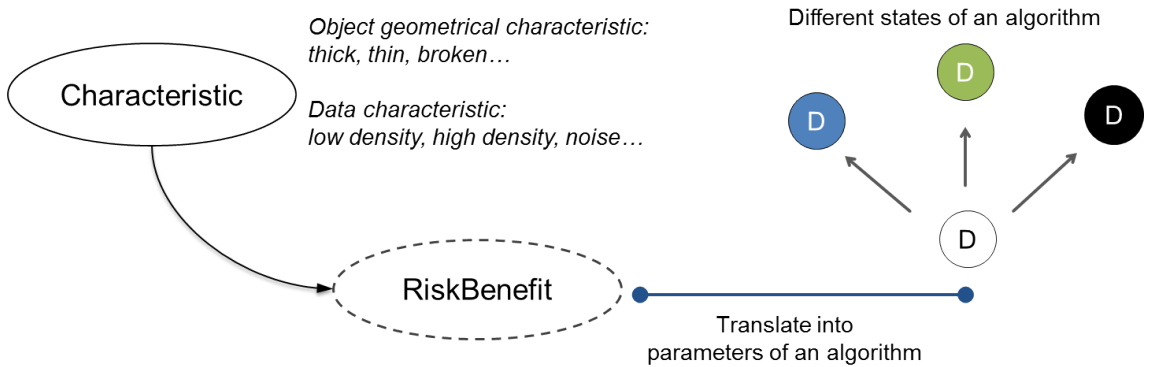 Characteristic
Object geometrical characteristic:
thick, thin, broken…
Data characteristic:
low density, high density, noise…
RiskBenefit
Translate into
parameters of an algorithm
Different states of an algorithm
D
D
D
D